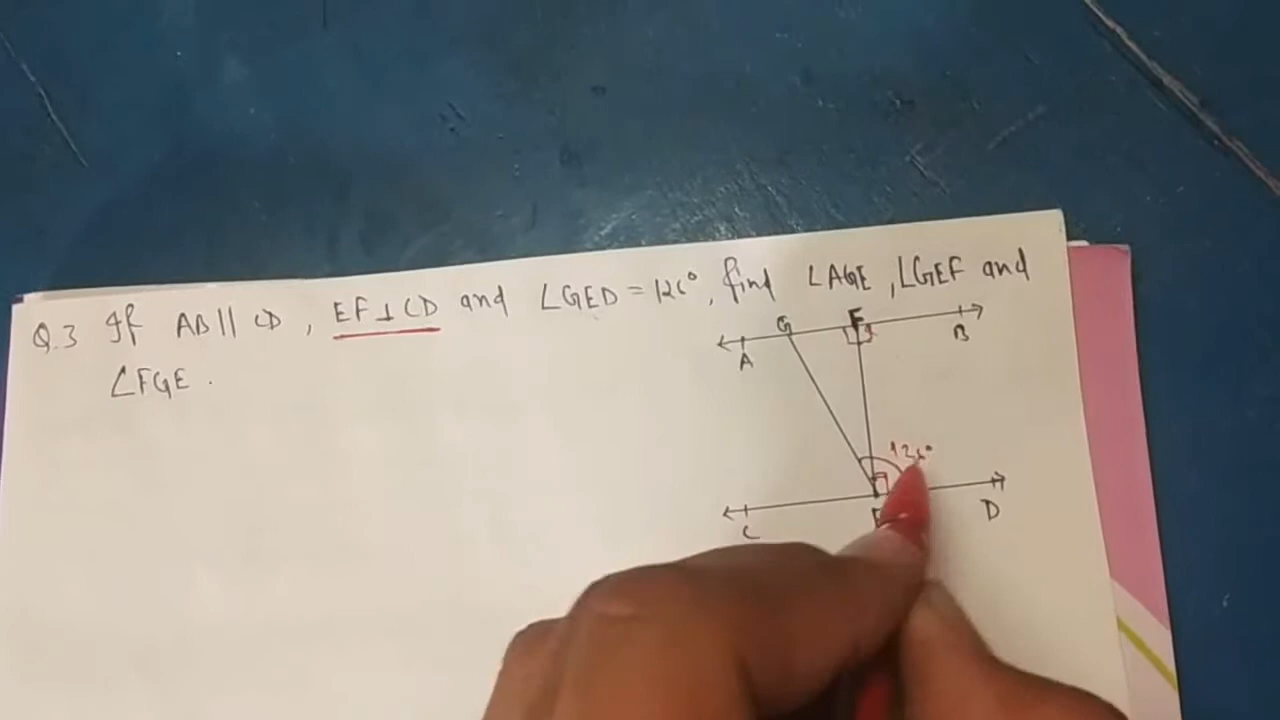 Q.3 If AB || CD, EF ⊥ CD and ∠GED = 126°, find ∠AGE, ∠GEF and
∠FGE.
G F
A B
126°
C E D